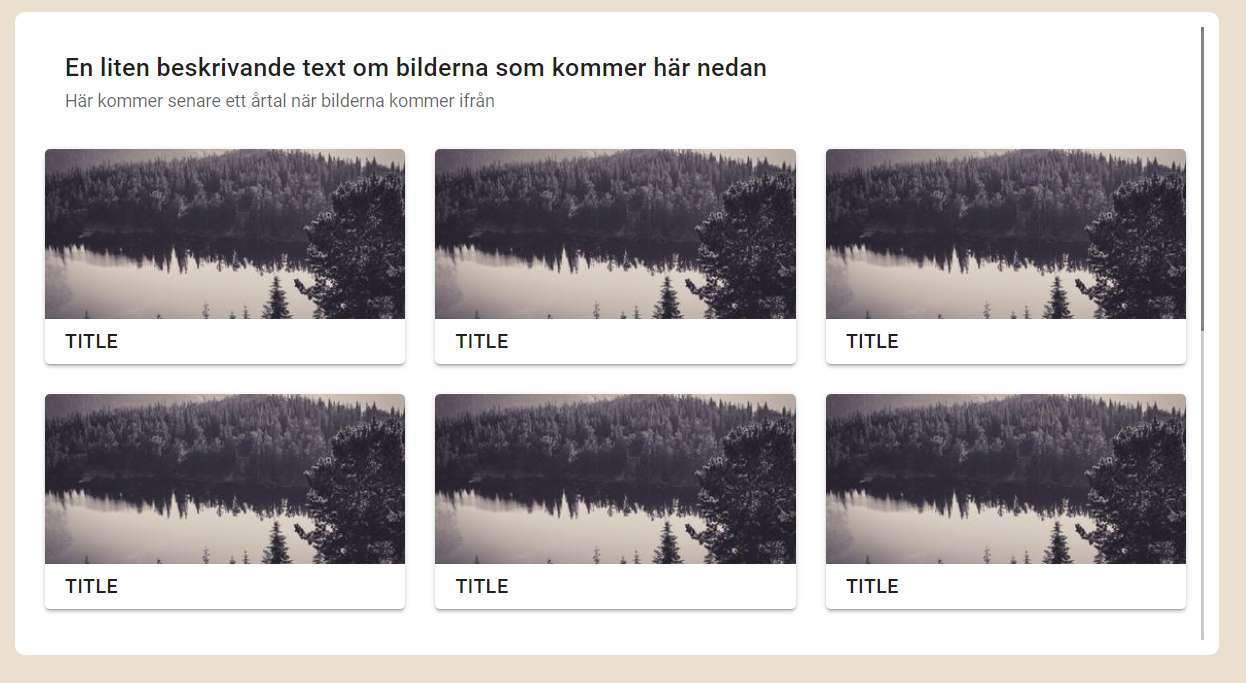 En liten beskrivande text om bilderna som kommer här nedan
Här kommer senare ett årtal när bilderna kommer ifrån
TITLE
TITLE
TITLE
TITLE
TITLE
TITLE